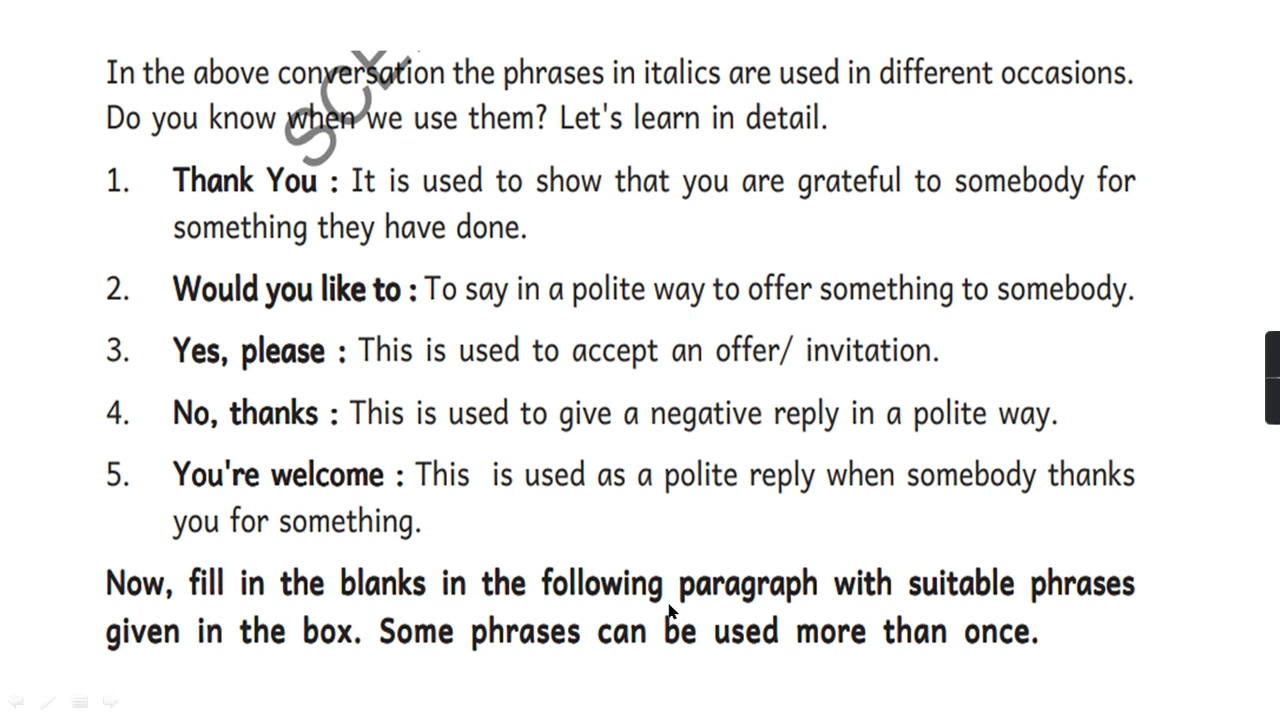 In the above conversation the phrases in italics are used in different occasions.
Do you know when we use them? Let's learn in detail.
1. Thank You : It is used to show that you are grateful to somebody for
something they have done.
2. Would you like to : To say in a polite way to offer something to somebody.
3. Yes, please : This is used to accept an offer/ invitation.
4. No, thanks : This is used to give a negative reply in a polite way.
5. You're welcome : This is used as a polite reply when somebody thanks
you for something.
Now, fill in the blanks in the following paragraph with suitable phrases
given in the box. Some phrases can be used more than once.